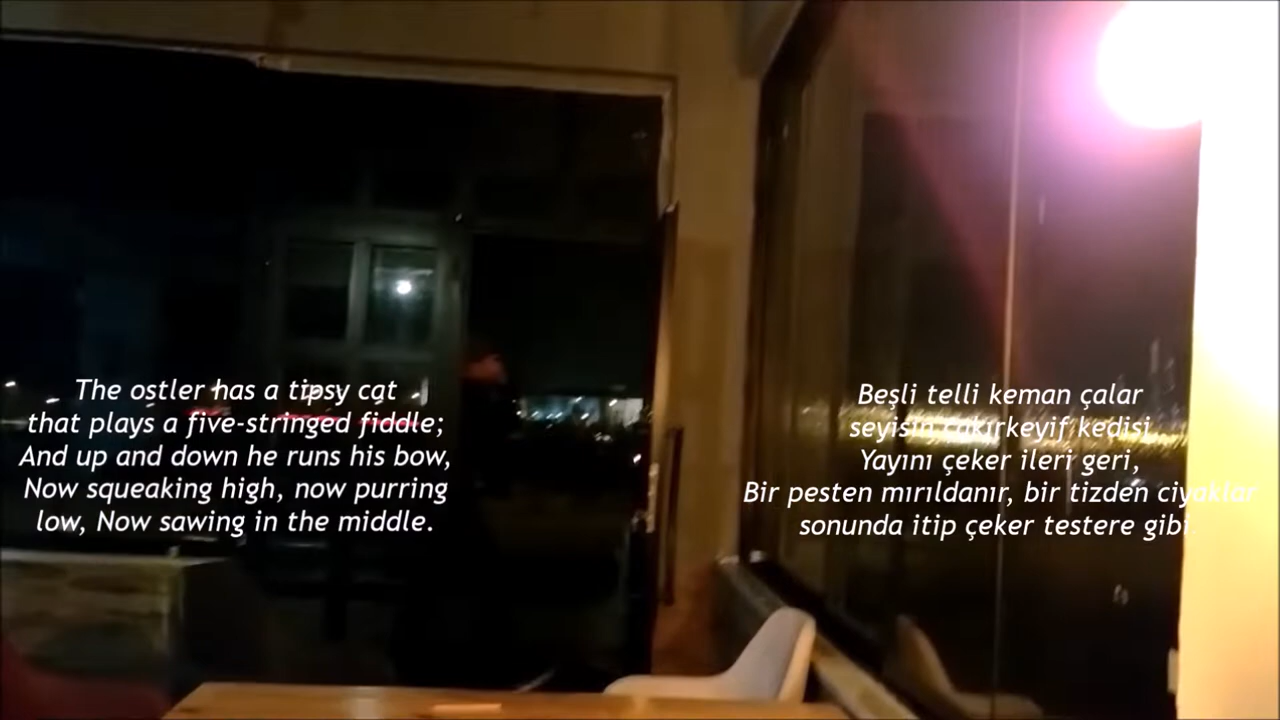 The ostler has a tipsy cat
that plays a five-stringed fiddle;
And up and down he runs his bow,
Now squeaking high, now purring
low, Now sawing in the middle.
Beşli telli keman çalar
seyisin çakırkeyif kedisi
Yayını çeker ileri geri,
Bir pesten mırıldanır, bir tizden ciyaklar
sonunda itip çeker testere gibi